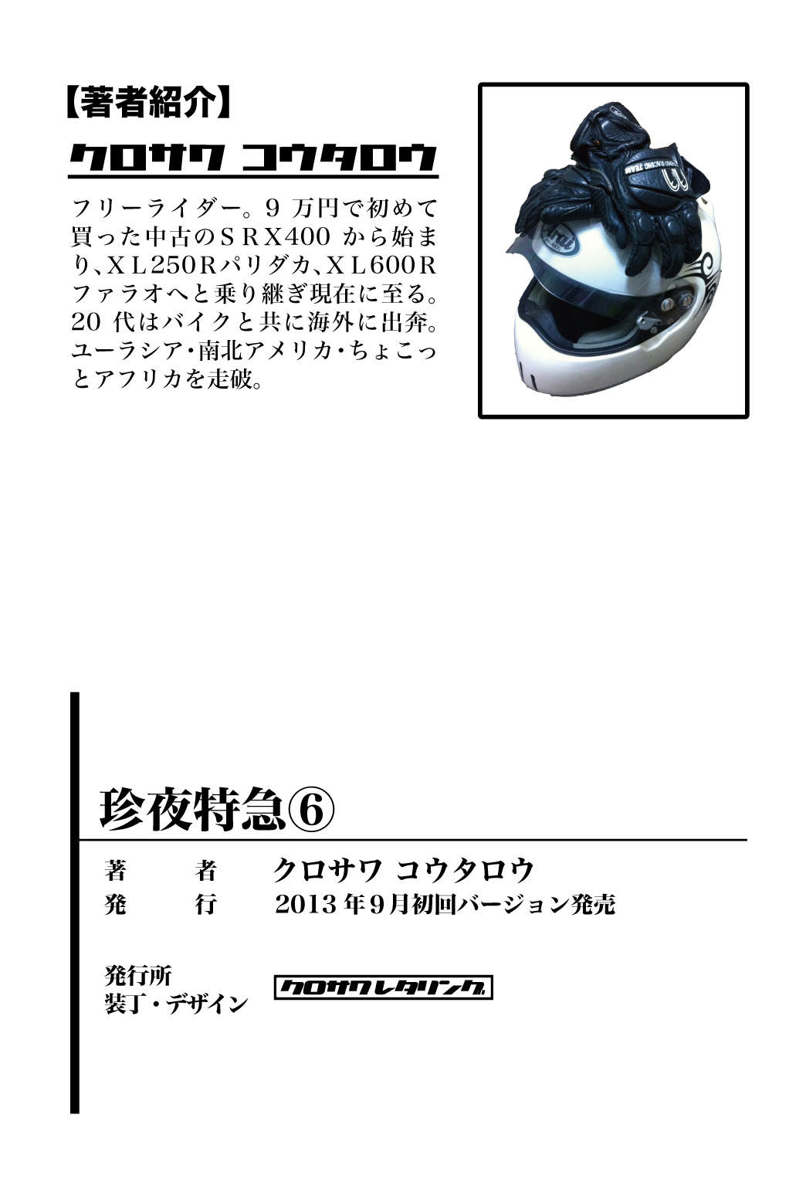 【著者紹介】
クロサワ コウタロウ
フリーライダー。9 万円で初めて
買った中古のＳＲＸ400 から始ま
り、ＸＬ250Ｒパリダカ、ＸＬ600Ｒ
ファラオへと乗り継ぎ現在に至る。
20 代はバイクと共に海外に出奔。
ユーラシア・南北アメリカ・ちょこっ
とアフリカを走破。
Arai
RACING TEAM
珍夜特急⑥
著　者　クロサワ コウタロウ
発　行　2013 年９月初回バージョン発売
発行所
装丁・デザイン
クロサワレタリング